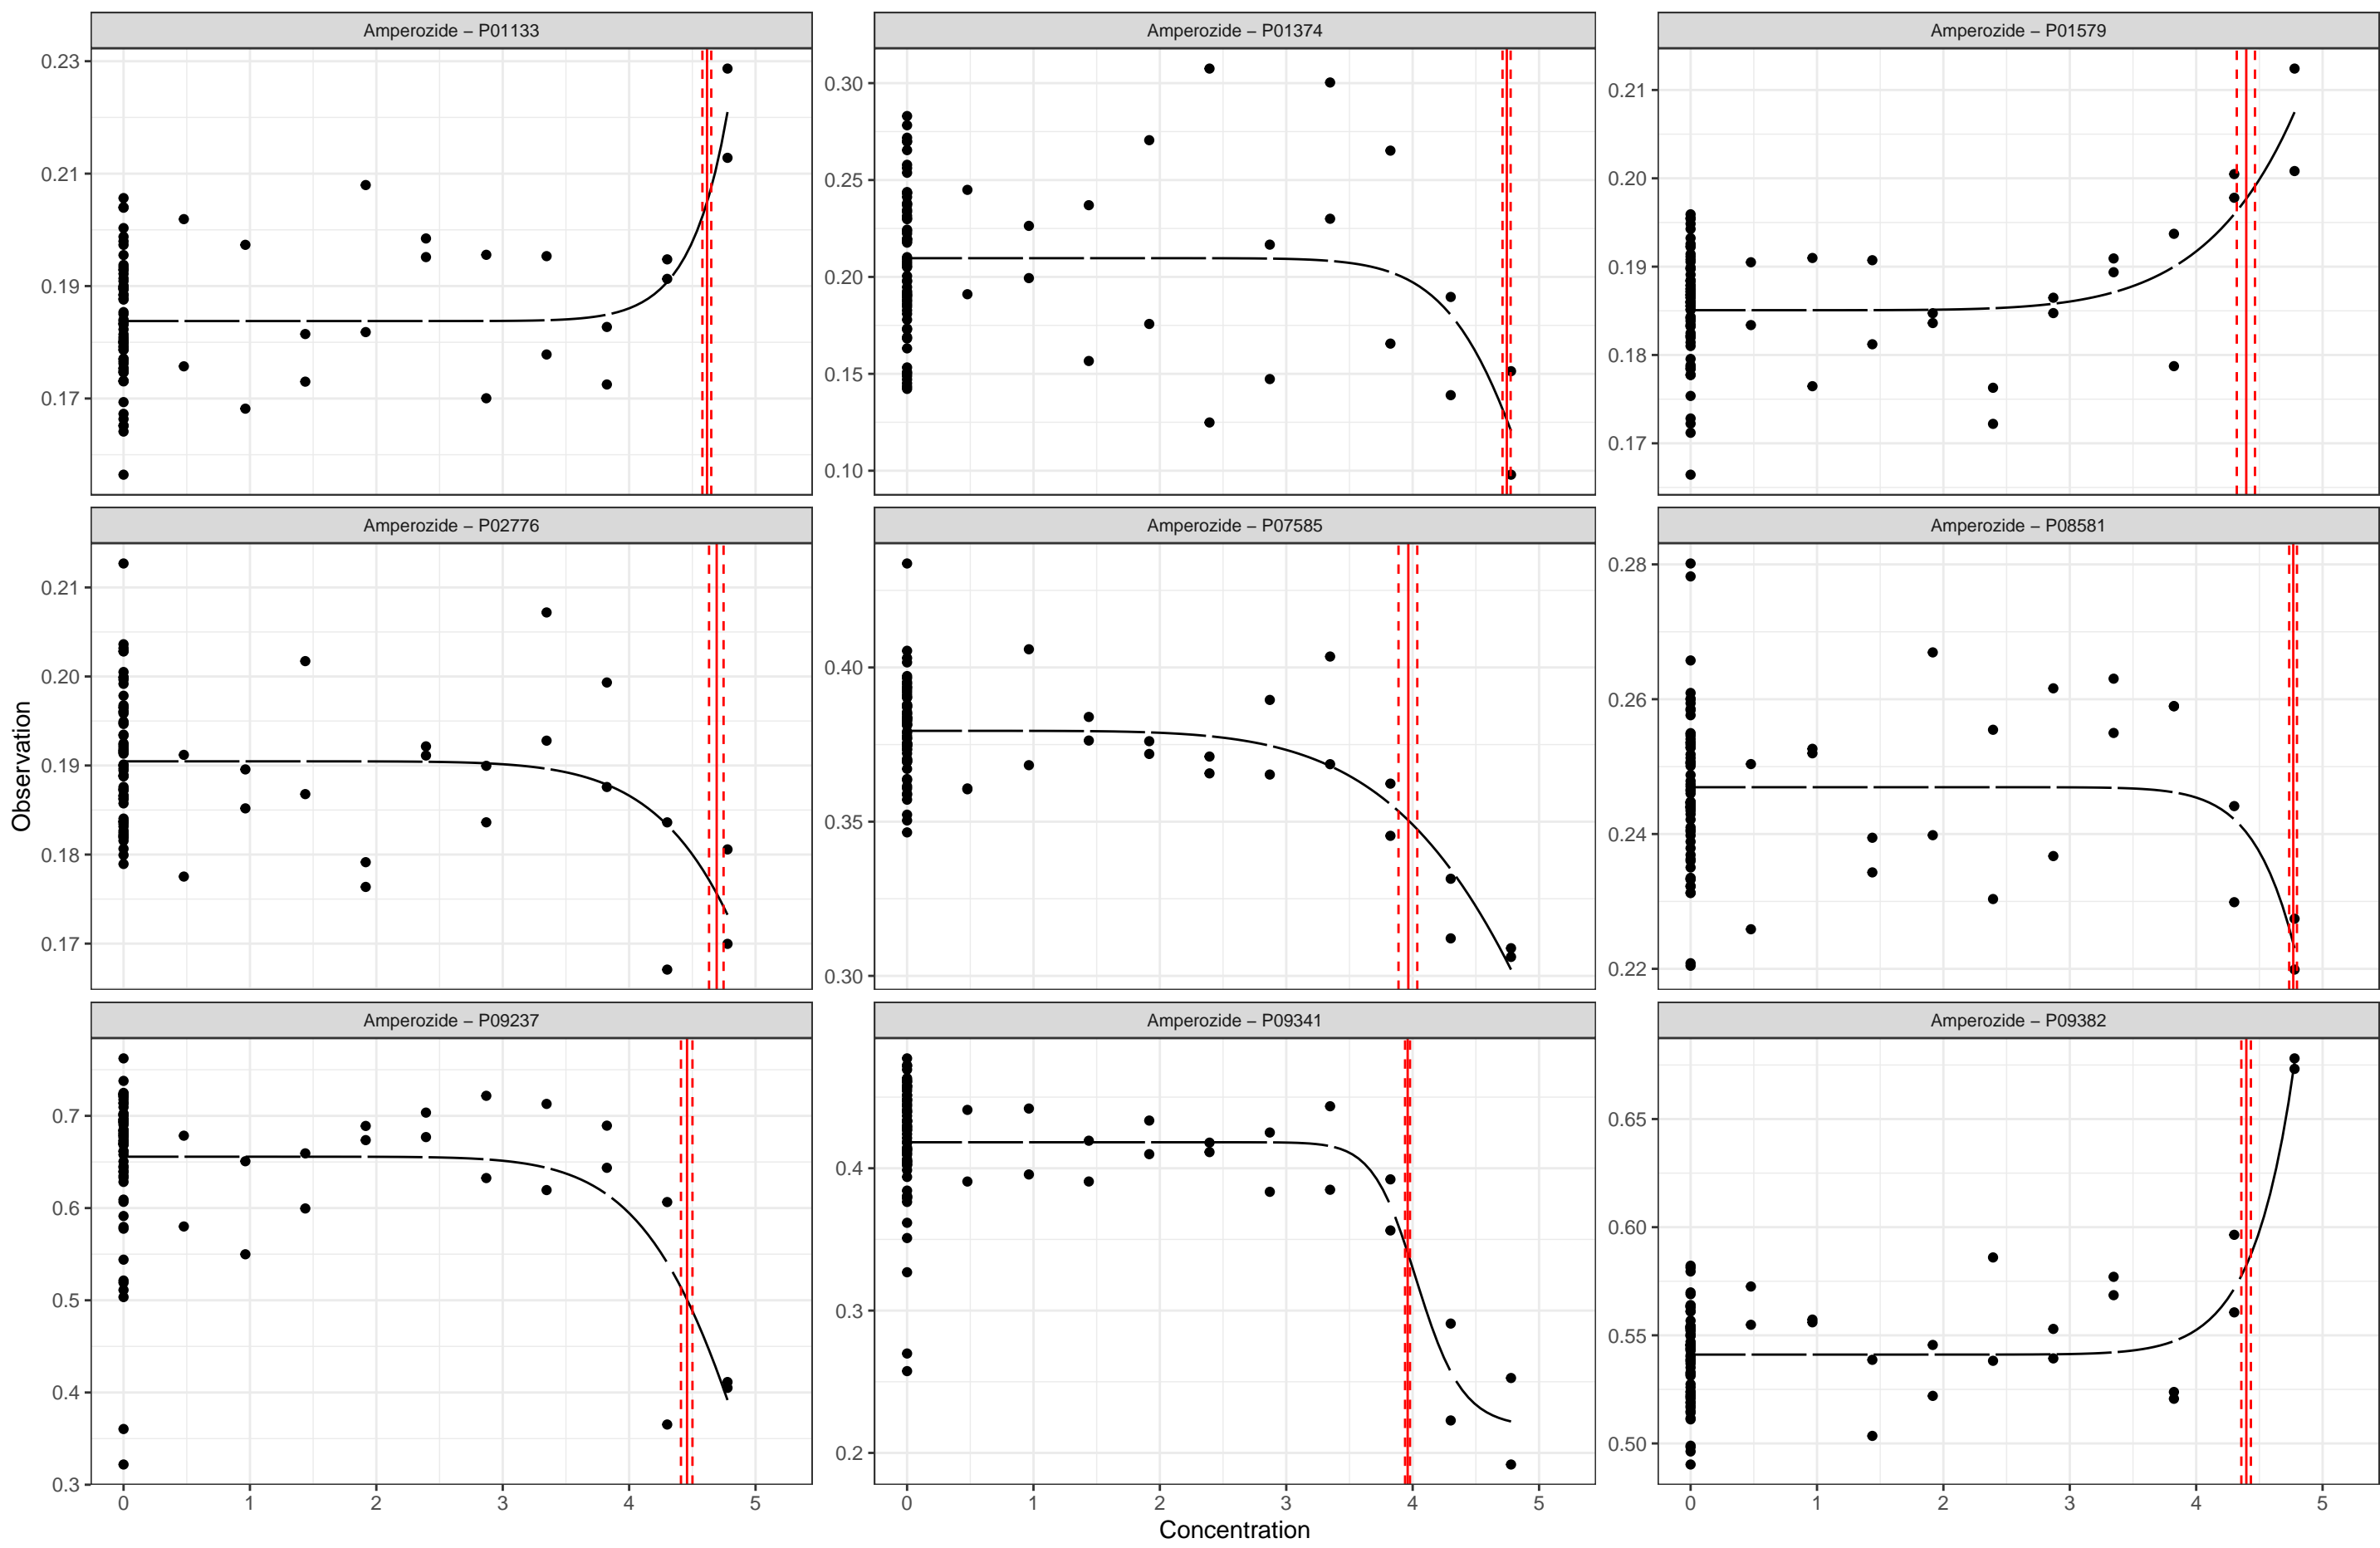 Amperozide – P01133
Amperozide – P01374
Amperozide – P01579
0.23
0.21
0.19
0.17
0.30
0.25
0.20
0.15
0.10
0.21
0.20
0.19
0.18
0.17
Amperozide – P02776
Amperozide – P07585
Amperozide – P08581
0.21
0.20
0.19
0.18
0.17
0.40
0.35
0.30
0.28
0.26
0.24
0.22
Observation
Amperozide – P09237
Amperozide – P09341
Amperozide – P09382
0.7
0.6
0.5
0.4
0.3
0.4
0.3
0.2
0.65
0.60
0.55
0.50
0 1 2 3 4 5
0 1 2 3 4 5
0 1 2 3 4 5
Concentration